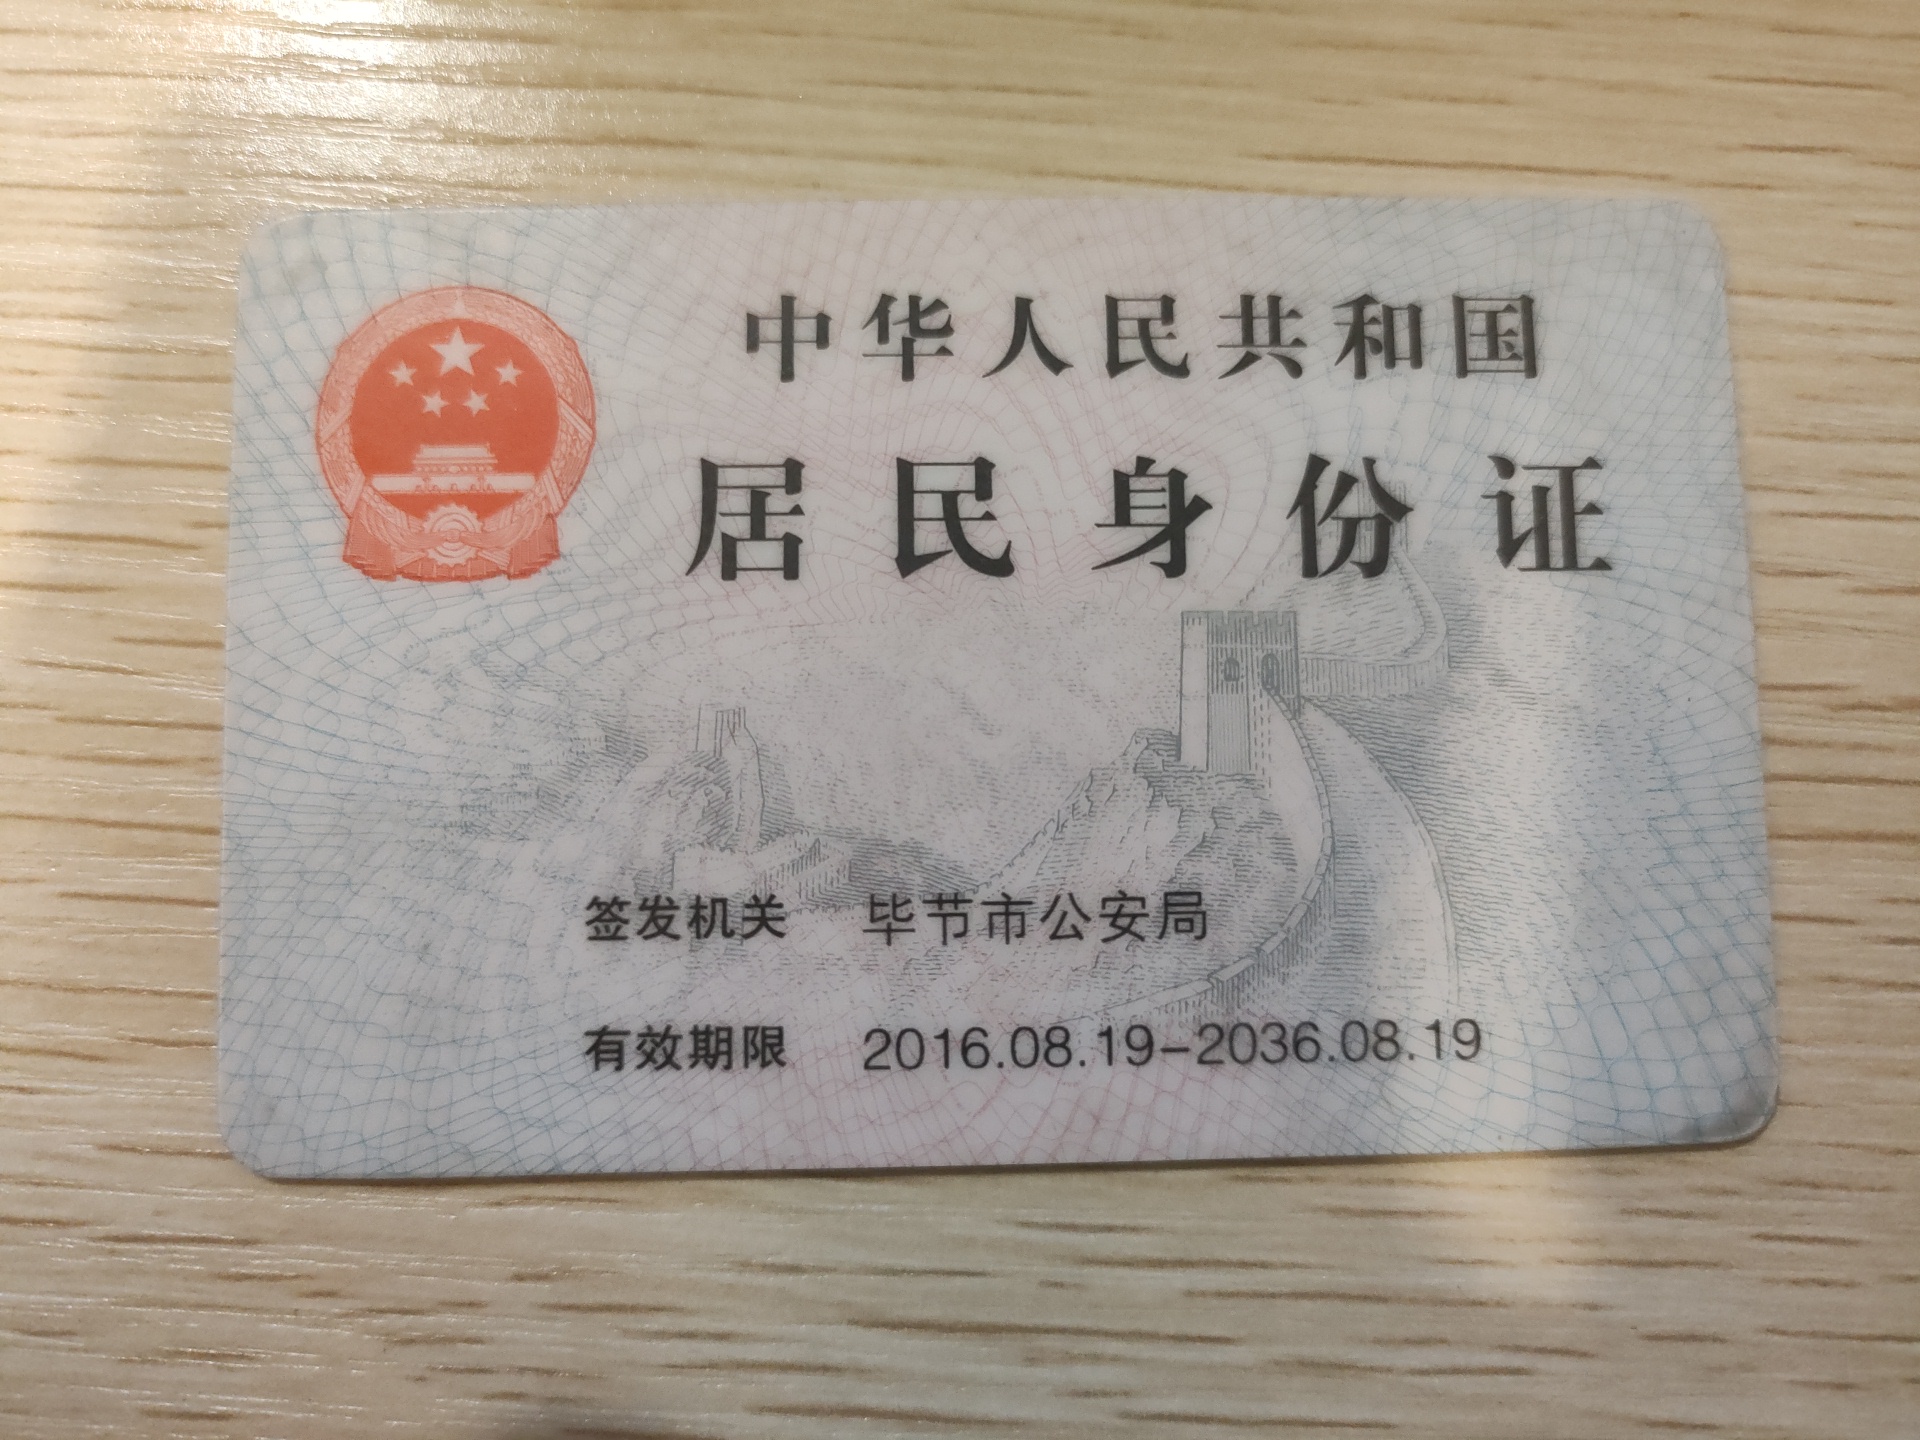 中华人民共和国
居民身份证
签发机关 毕节市公安局
有效期限 2016.08.19-2036.08.19